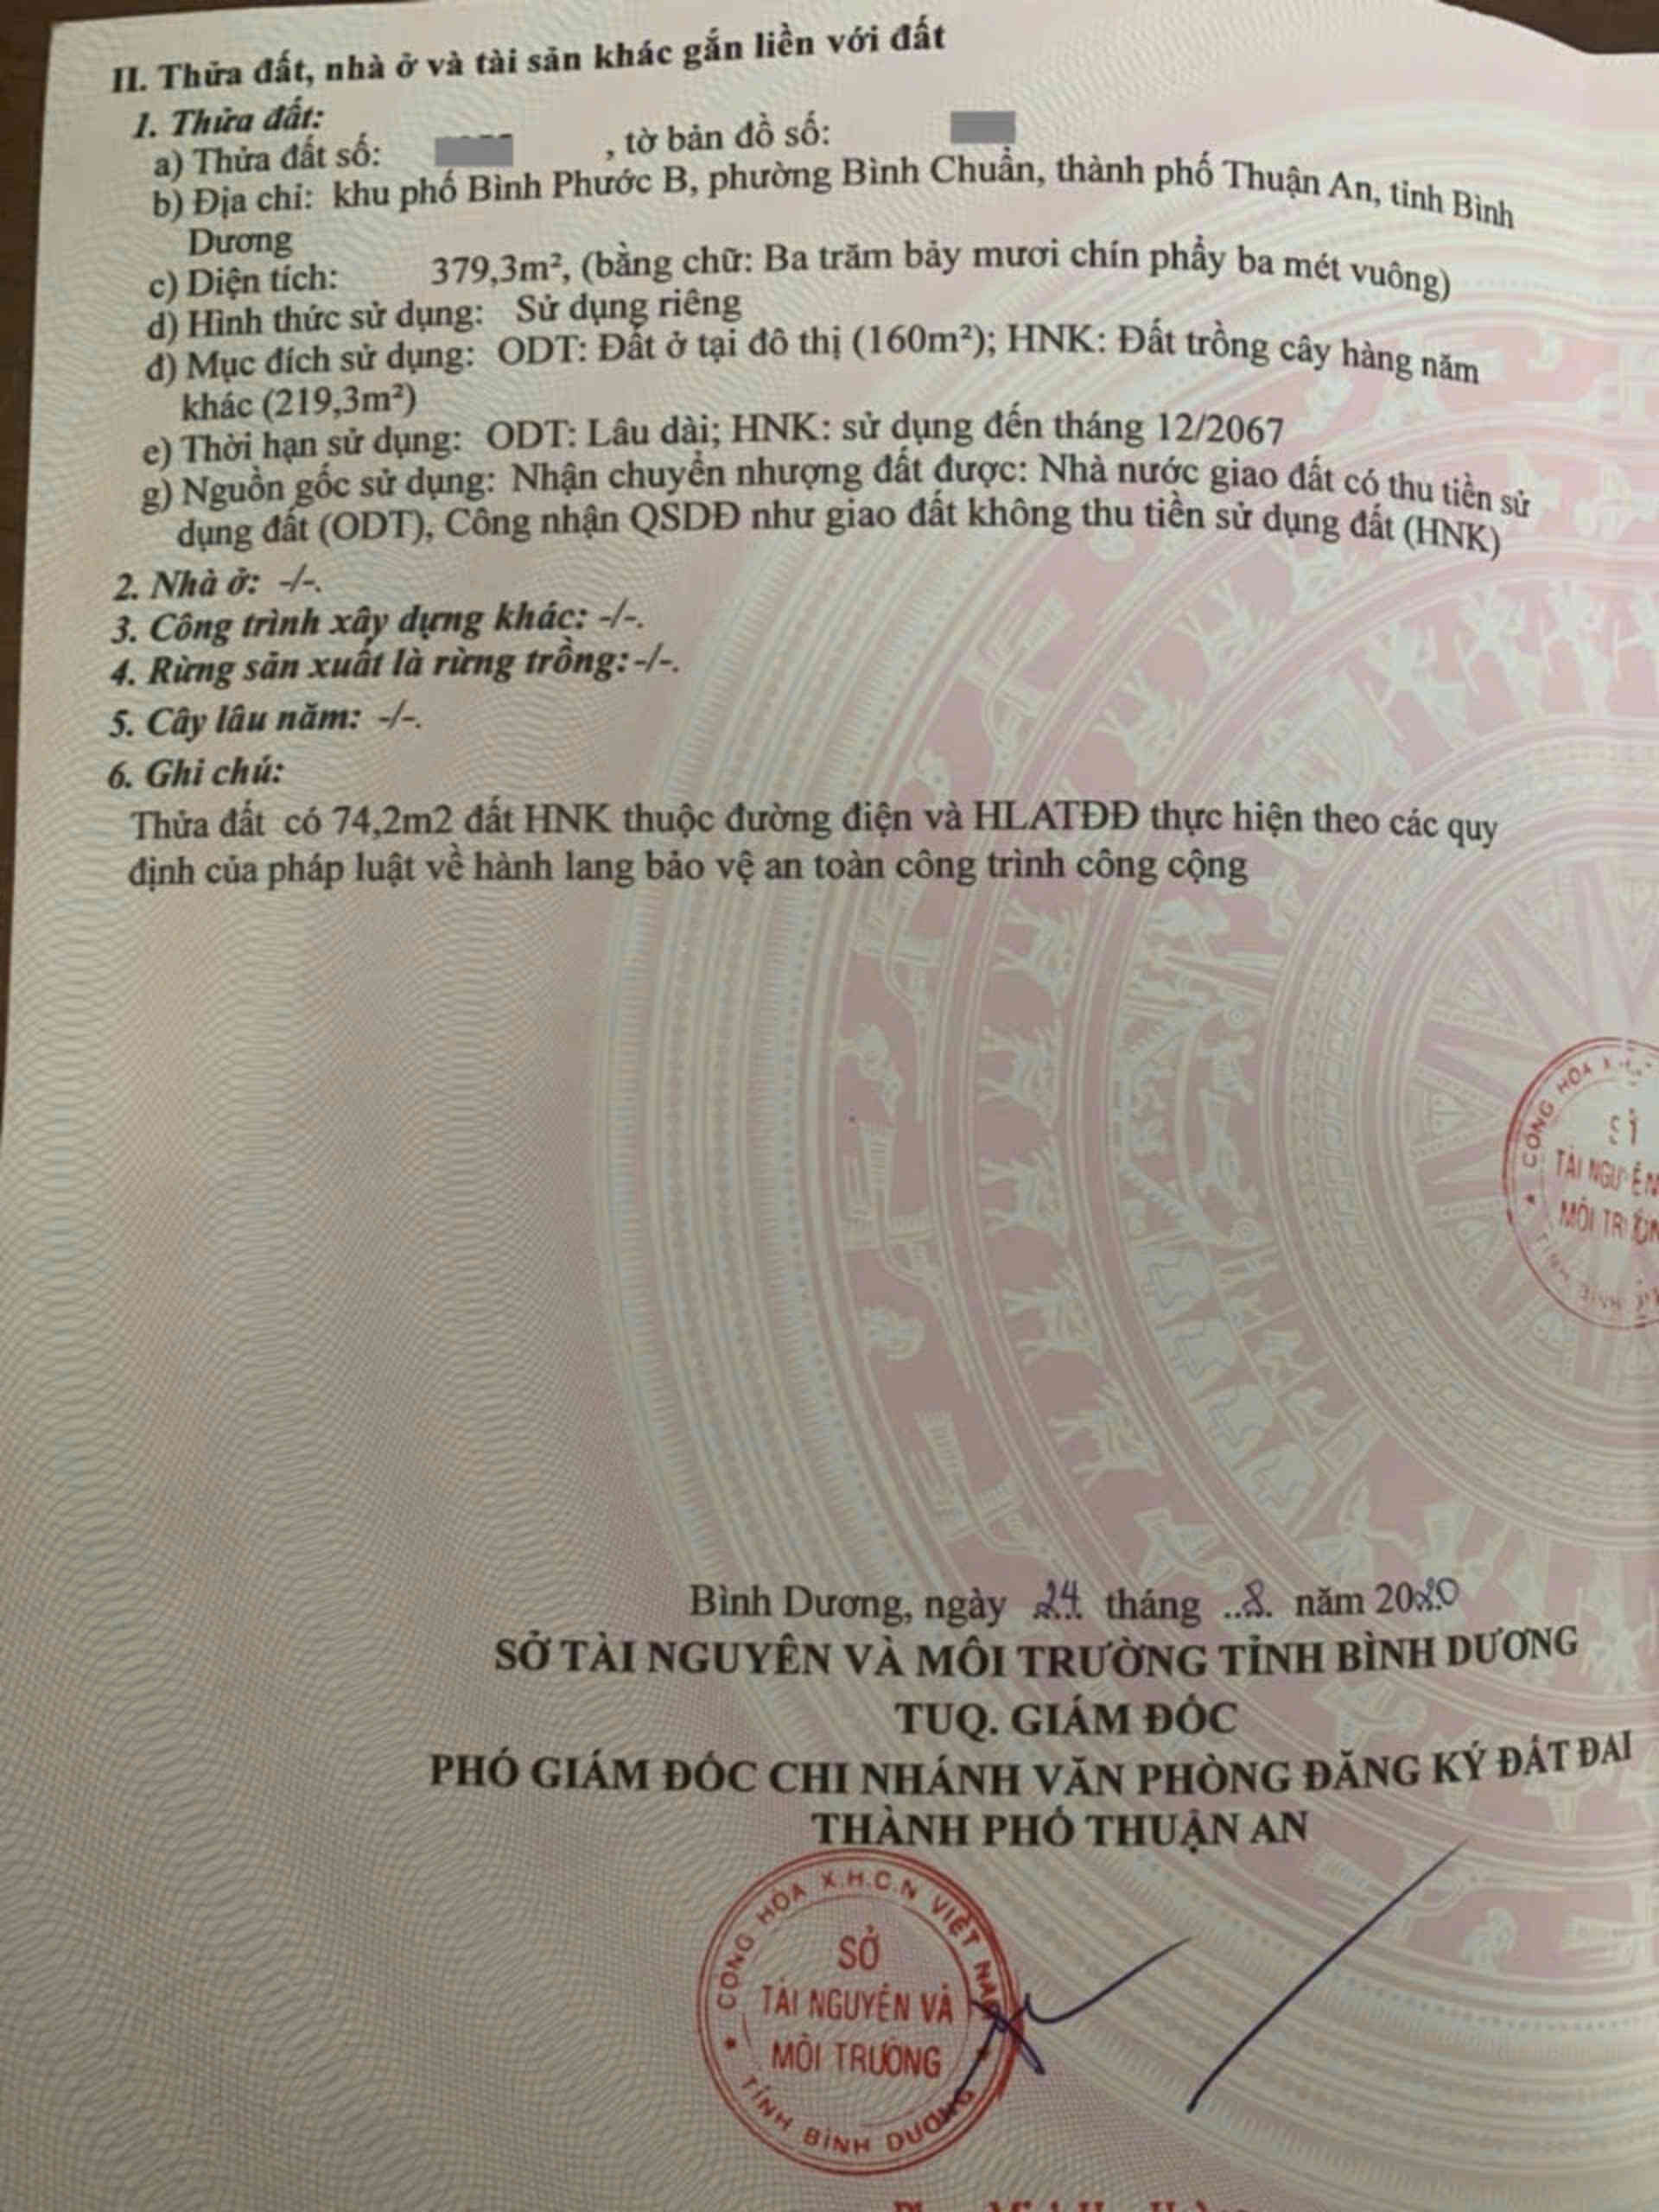 II. Thửa đất, nhà ở và tài sản khác gắn liền với đất
1. Thửa đất:
a) Thửa đất số: , tờ bản đồ số:
b) Địa chỉ: khu phố Bình Phước B, phường Bình Chuẩn, thành phố Thuận An, tỉnh Bình
Dương
c) Diện tích: 379,3m², (bằng chữ: Ba trăm bảy mươi chín phẩy ba mét vuông)
d) Hình thức sử dụng: Sử dụng riêng
đ) Mục đích sử dụng: ODT: Đất ở tại đô thị (160m²); HNK: Đất trồng cây hàng năm
khác (219,3m²)
e) Thời hạn sử dụng: ODT: Lâu dài; HNK: sử dụng đến tháng 12/2067
g) Nguồn gốc sử dụng: Nhận chuyển nhượng đất được: Nhà nước giao đất có thu tiền sử
dụng đất (ODT), Công nhận QSDĐ như giao đất không thu tiền sử dụng đất (HNK)
2. Nhà ở: -/-.
3. Công trình xây dựng khác: -/-.
4. Rừng sản xuất là rừng trồng: -/-.
5. Cây lâu năm: -/-.
6. Ghi chú:
Thửa đất có 74,2m2 đất HNK thuộc đường điện và HLATĐĐ thực hiện theo các quy
định của pháp luật về hành lang bảo vệ an toàn công trình công cộng
CỘNG HÒA
TÀI NGUYÊN
MÔI TRƯỜN
Bình Dương, ngày 24 tháng 8 năm 2020
SỞ TÀI NGUYÊN VÀ MÔI TRƯỜNG TỈNH BÌNH DƯƠNG
TUQ. GIÁM ĐỐC
PHÓ GIÁM ĐỐC CHI NHÁNH VĂN PHÒNG ĐĂNG KÝ ĐẤT ĐAI
THÀNH PHỐ THUẬN AN
CỘNG HÒA X.H.C.N VIỆT NAM
SỞ
TÀI NGUYÊN VÀ
MÔI TRƯỜNG
TỈNH BÌNH DƯƠNG